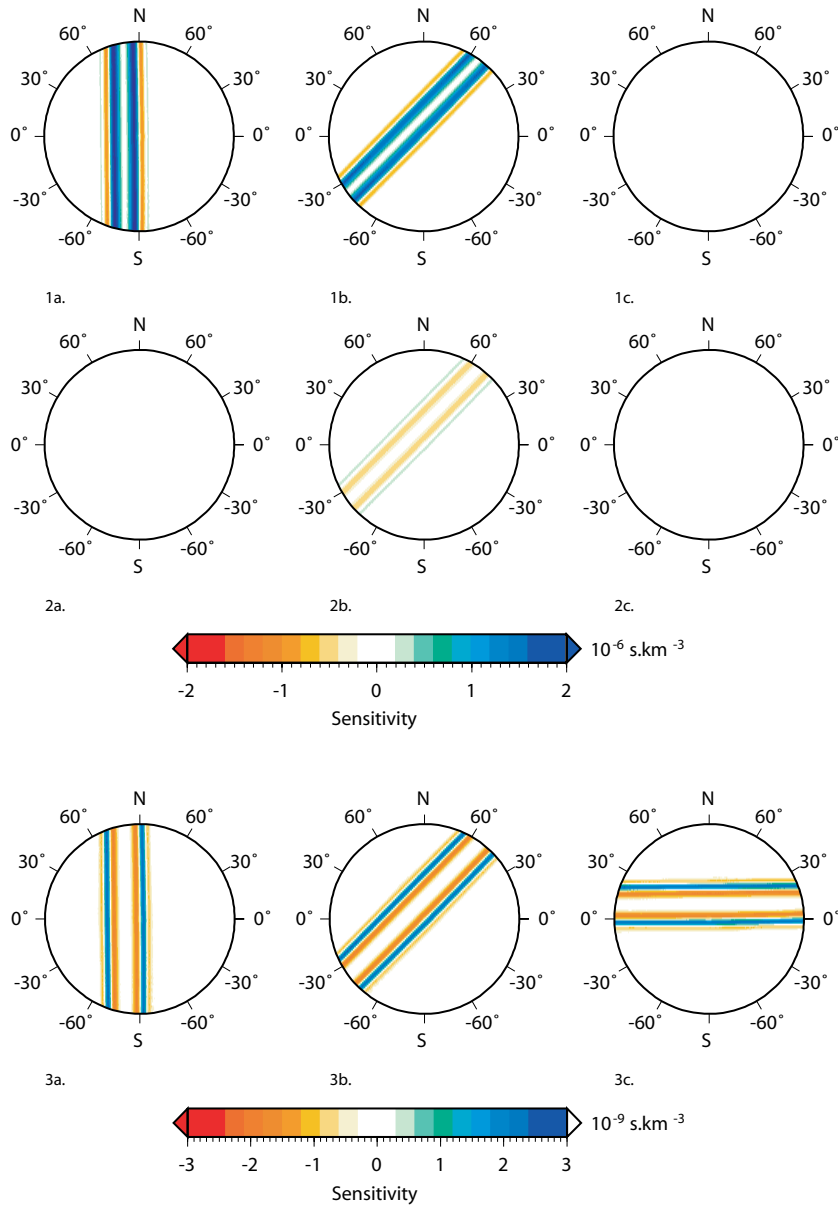 N N N
60˚ 60˚ 60˚ 60˚ 60˚ 60˚
30˚ 30˚ 30˚ 30˚ 30˚ 30˚
0˚ 0˚ 0˚ 0˚ 0˚ 0˚
-30˚ -30˚ -30˚ -30˚ -30˚ -30˚
-60˚ -60˚ -60˚ -60˚ -60˚ -60˚
S S S
1a. 1b. 1c.
N N N
60˚ 60˚ 60˚ 60˚ 60˚ 60˚
30˚ 30˚ 30˚ 30˚ 30˚ 30˚
0˚ 0˚ 0˚ 0˚ 0˚ 0˚
-30˚ -30˚ -30˚ -30˚ -30˚ -30˚
-60˚ -60˚ -60˚ -60˚ -60˚ -60˚
S S S
2a. 2b. 2c.
10⁻⁶ s.km ⁻³
-2 -1 0 1 2
Sensitivity
N N N
60˚ 60˚ 60˚ 60˚ 60˚ 60˚
30˚ 30˚ 30˚ 30˚ 30˚ 30˚
0˚ 0˚ 0˚ 0˚ 0˚ 0˚
-30˚ -30˚ -30˚ -30˚ -30˚ -30˚
-60˚ -60˚ -60˚ -60˚ -60˚ -60˚
S S S
3a. 3b. 3c.
10⁻⁹ s.km ⁻³
-3 -2 -1 0 1 2 3
Sensitivity